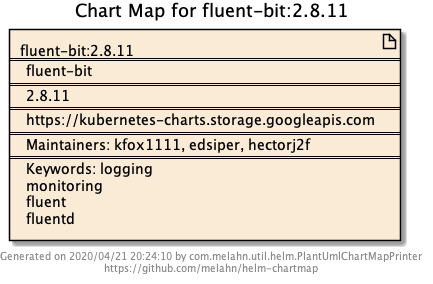 Chart Map for fluent-bit:2.8.11
fluent-bit:2.8.11
fluent-bit
2.8.11
https://kubernetes-charts.storage.googleapis.com
Maintainers: kfox1111, edsiper, hectorj2f
Keywords: logging
monitoring
fluent
fluentd
Generated on 2020/04/21 20:24:10 by com.melahn.util.helm.PlantUmlChartMapPrinter
https://github.com/melahn/helm-chartmap